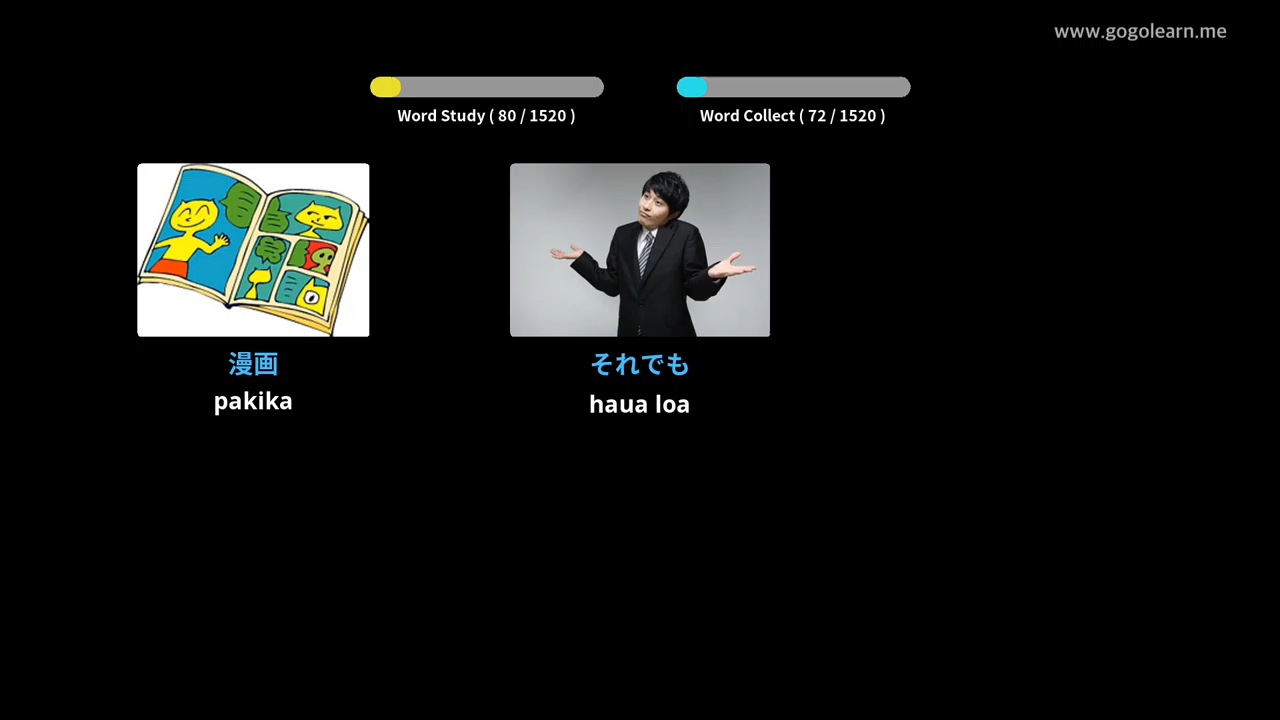 www.gogolearn.me
Word Study ( 80 / 1520 )
Word Collect ( 72 / 1520 )
漫画
pakika
それでも
haua loa